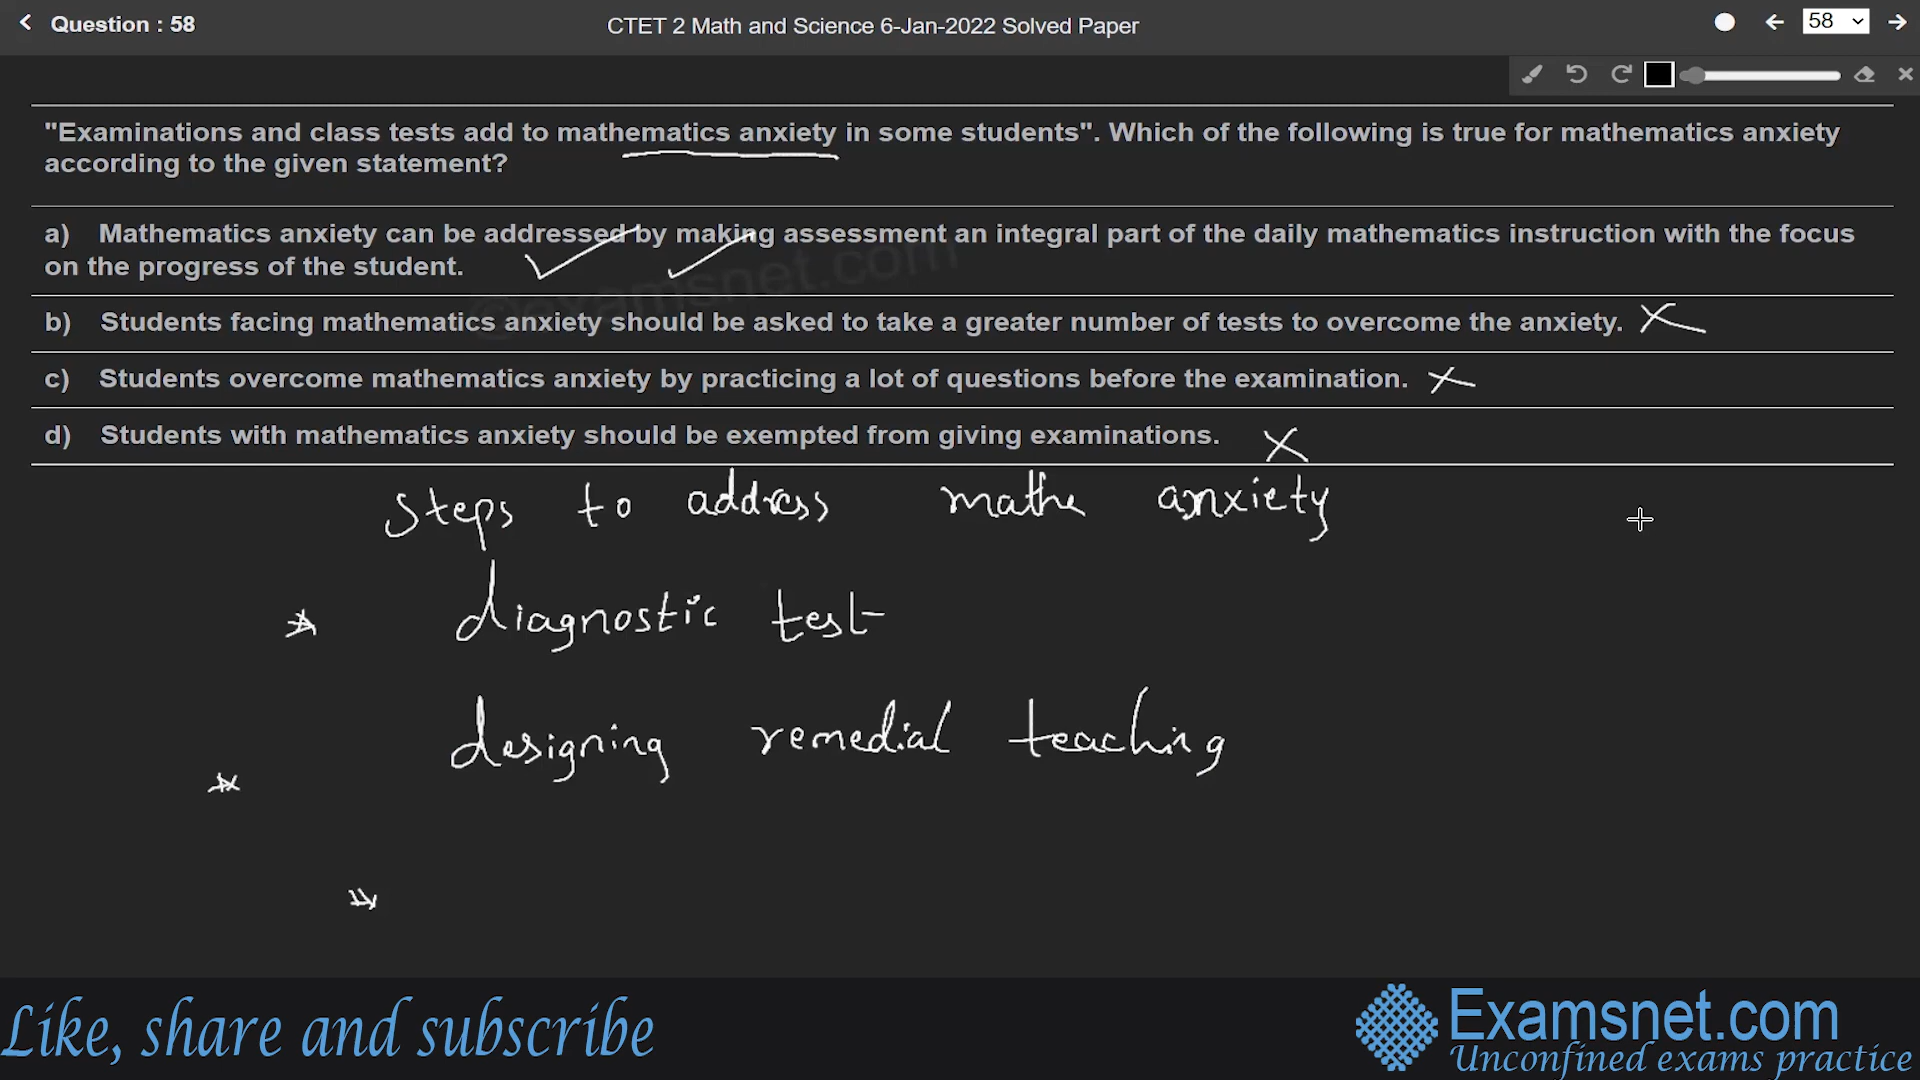 Question : 58
CTET 2 Math and Science 6-Jan-2022 Solved Paper
58
"Examinations and class tests add to mathematics anxiety in some students". Which of the following is true for mathematics anxiety
according to the given statement?
a) Mathematics anxiety can be addressed by making assessment an integral part of the daily mathematics instruction with the focus
on the progress of the student.
©examsnet.com
b) Students facing mathematics anxiety should be asked to take a greater number of tests to overcome the anxiety.
c) Students overcome mathematics anxiety by practicing a lot of questions before the examination.
d) Students with mathematics anxiety should be exempted from giving examinations.
Steps to address mathe anxiety
diagnostic test
designing remedial teaching
Like, share and subscribe
Examsnet.com
Unconfined exams practice